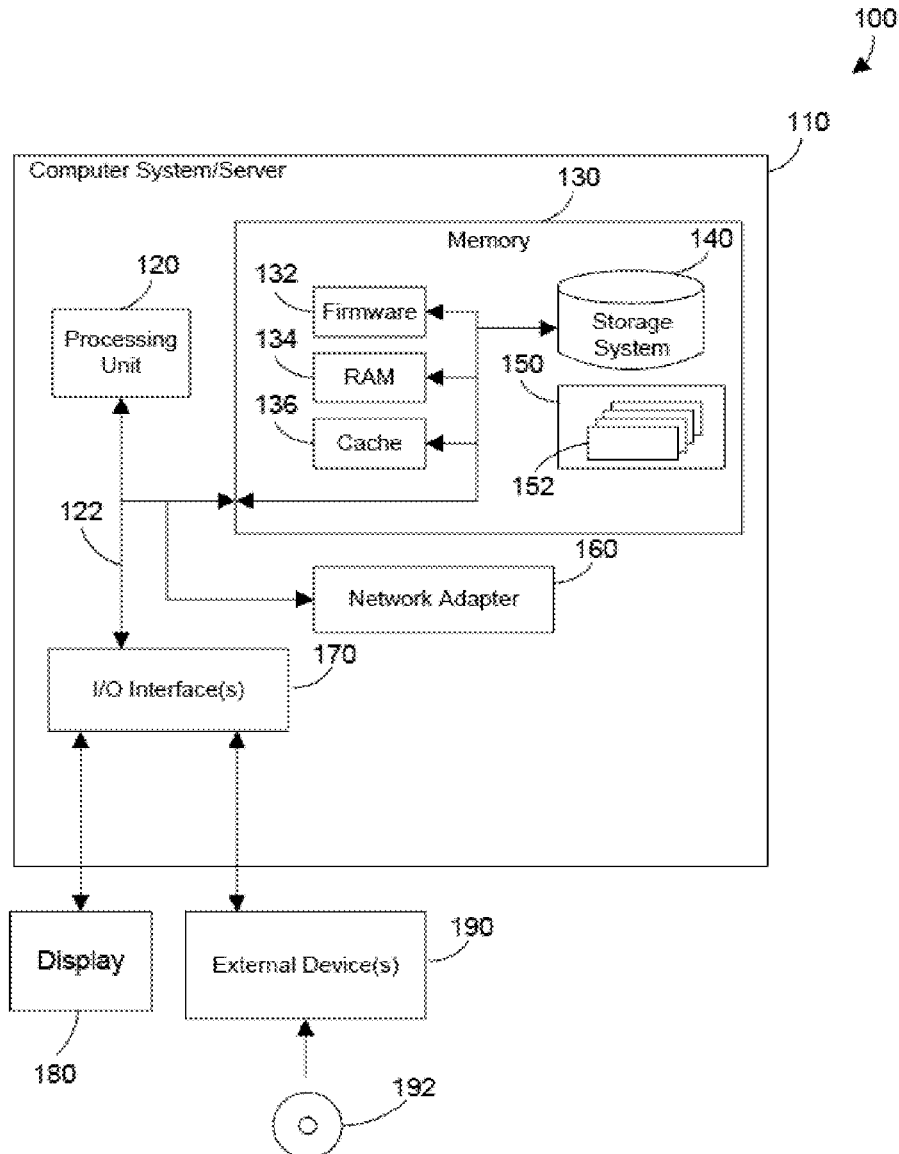 100
110
Computer System/Server
130
Memory
140
120
132
Firmware
Storage
System
Processing
Unit
134
RAM
150
136
Cache
152
122
160
Network Adapter
170
I/O Interface(s)
190
Display
External Device(s)
180
192